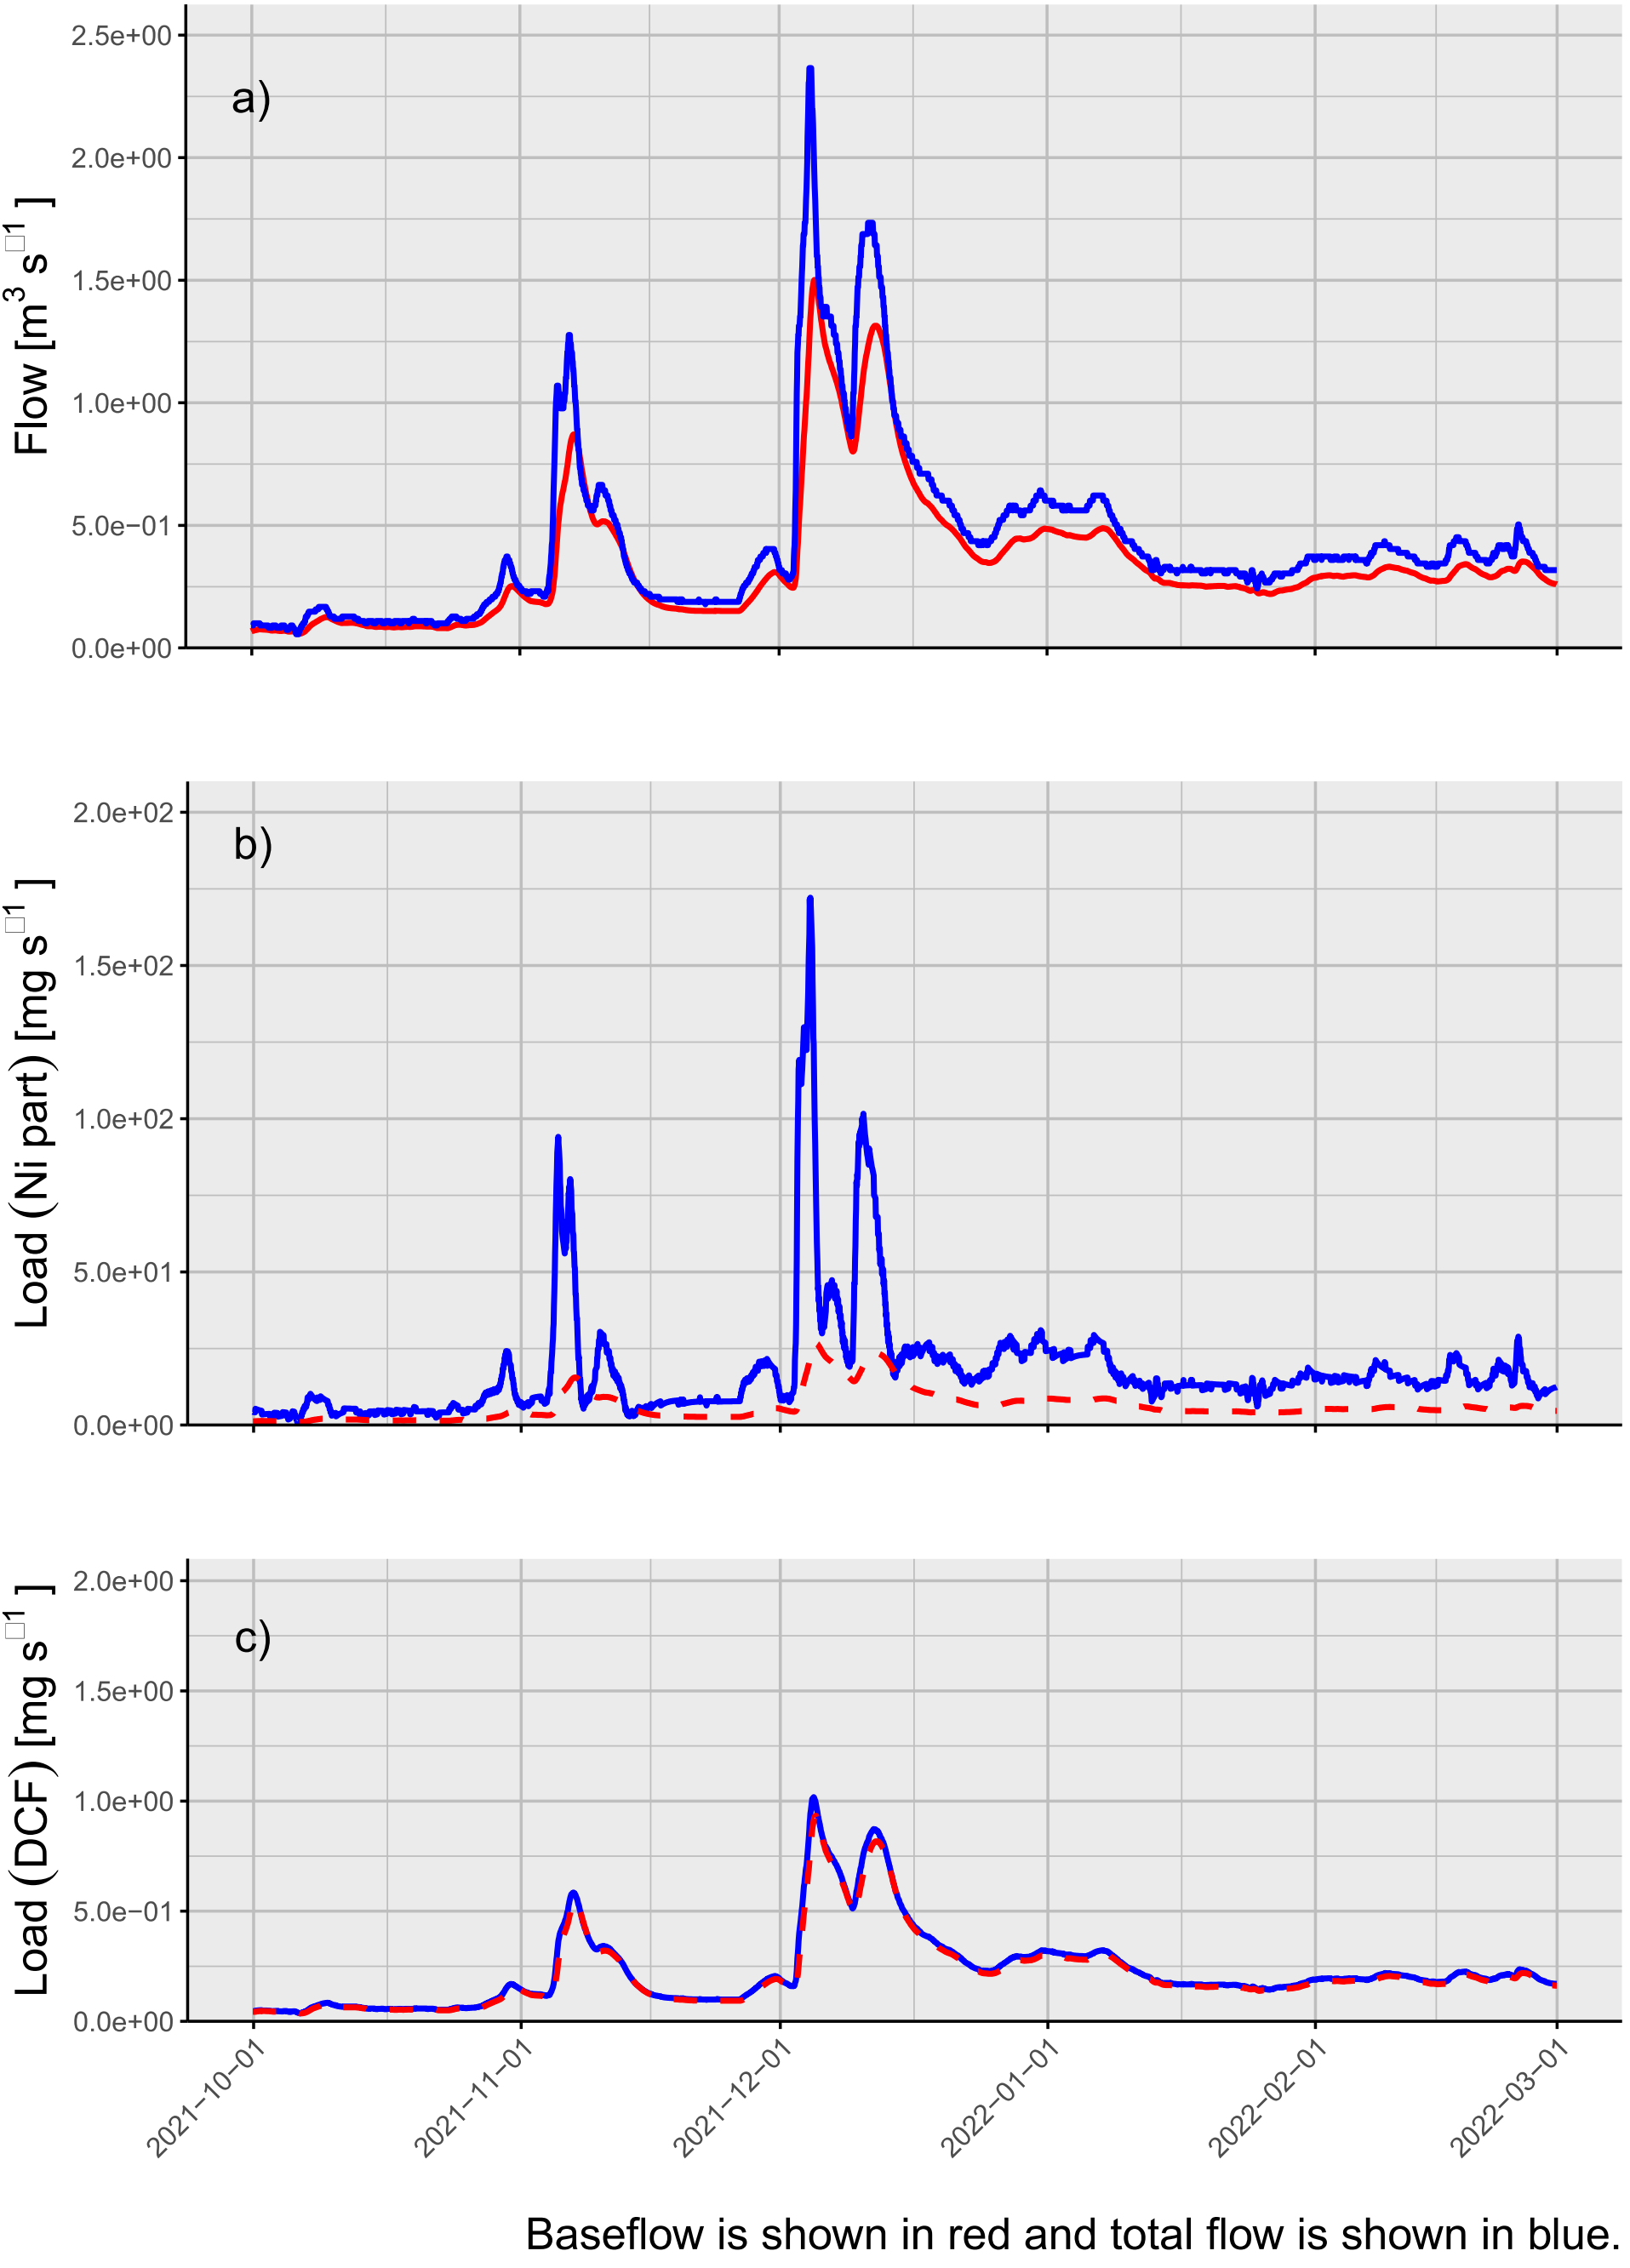 a)
2.5e+00
2.0e+00
1.5e+00
1.0e+00
5.0e−01
0.0e+00
Flow [m³ s□¹ ]
b)
2.0e+02
1.5e+02
1.0e+02
5.0e+01
0.0e+00
Load (Ni part) [mg s□¹ ]
c)
2.0e+00
1.5e+00
1.0e+00
5.0e−01
0.0e+00
Load (DCF) [mg s□¹ ]
2021−10−01
2021−11−01
2021−12−01
2022−01−01
2022−02−01
2022−03−01
Baseflow is shown in red and total flow is shown in blue.